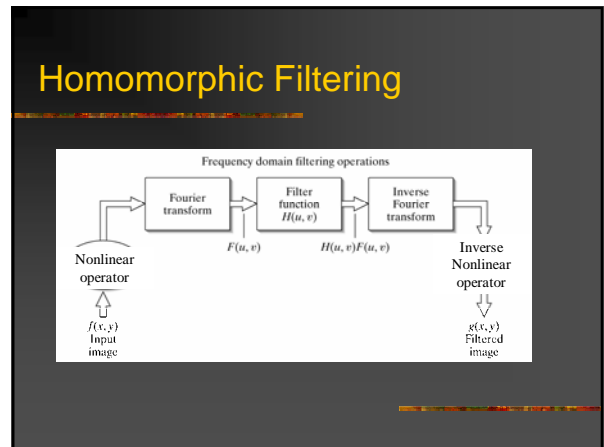 Homomorphic Filtering
Frequency domain filtering operations
Fourier
transform
Filter
function
H(u, v)
Inverse
Fourier
transform
F(u, v)
H(u, v)F(u, v)
Nonlinear
operator
Inverse
Nonlinear
operator
f(x, y)
Input
image
g(x, y)
Filtered
image